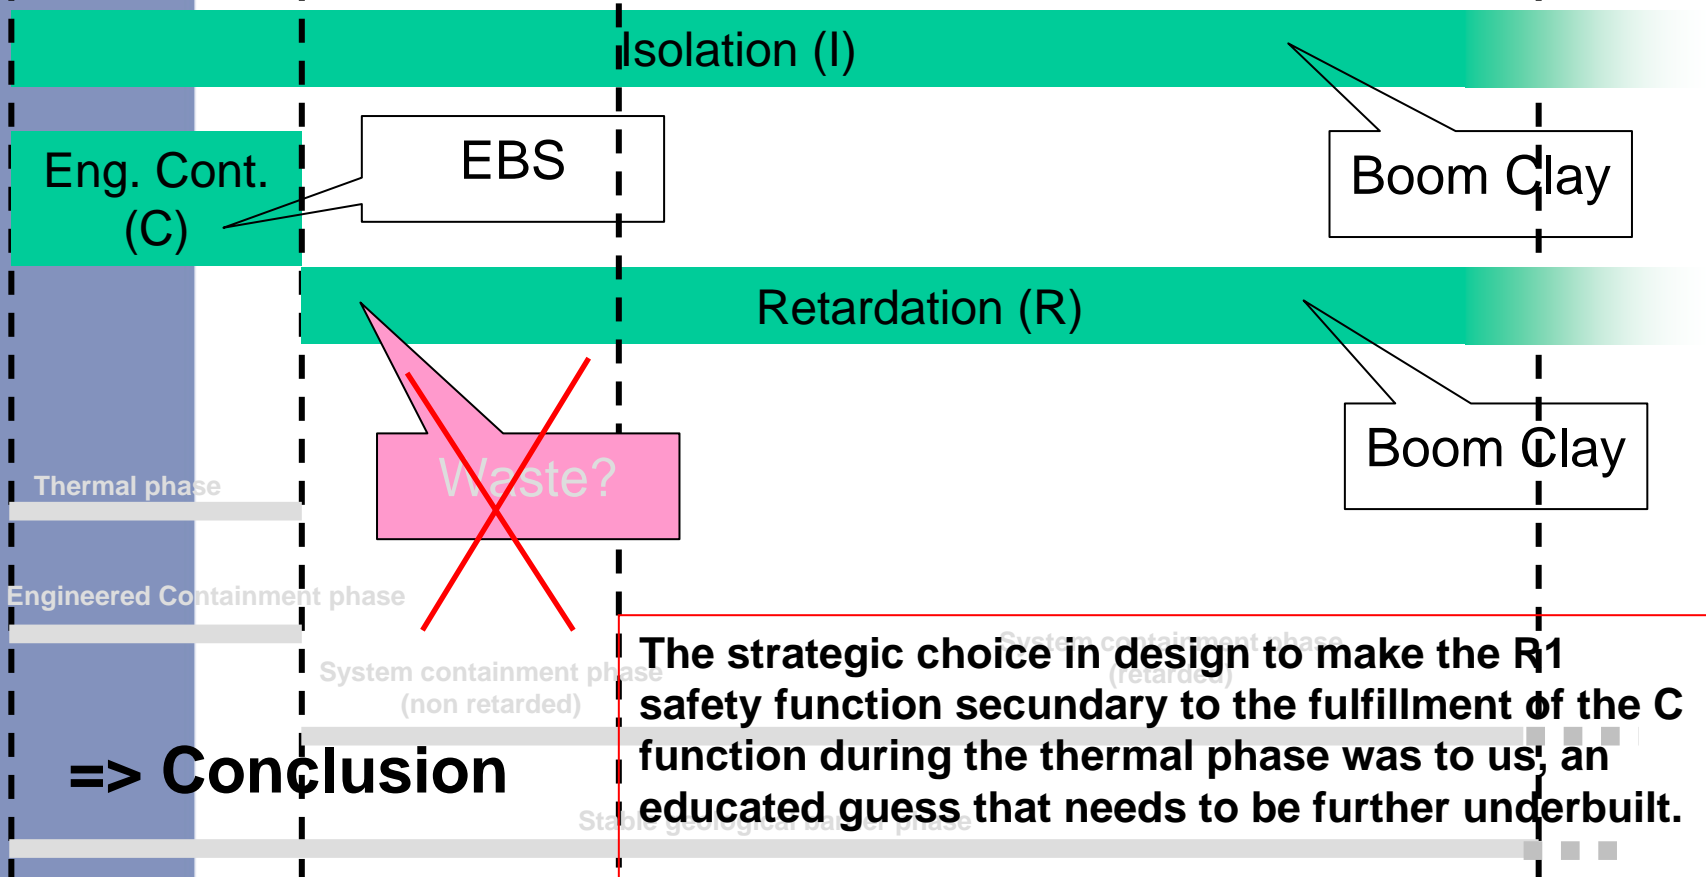 Isolation (I)
Eng. Cont.
(C)
EBS
Boom Clay
Retardation (R)
Waste?
Boom Clay
Thermal phase
Engineered Containment phase
System containment phase
(non retarded)
System containment phase
(retarded)
The strategic choice in design to make the R1
safety function secundary to the fulfillment of the C
function during the thermal phase was to us, an
educated guess that needs to be further underbuilt.
=> Conclusion
Stable geological barrier phase